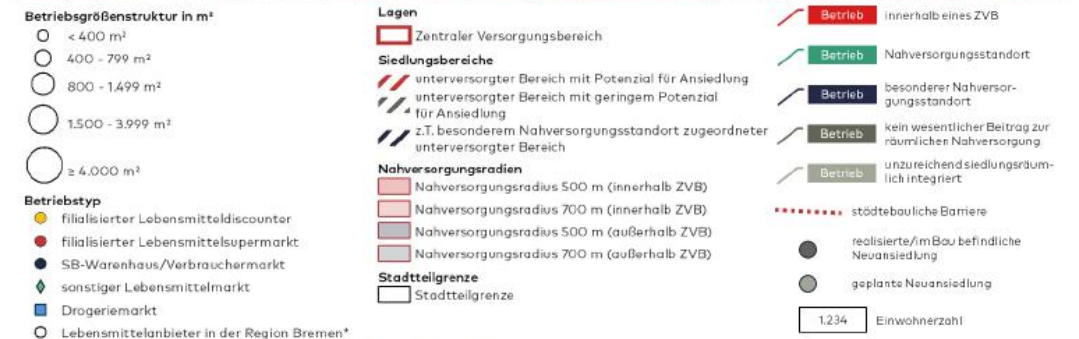 Betriebsgrößenstruktur in m²
< 400 m²
400 - 799 m²
800 - 1.499 m²
1.500 - 3.999 m²
≥ 4.000 m²
Betriebstyp
filialisierter Lebensmitteldiscounter
filialisierter Lebensmittelsupermarkt
SB-Warenhaus/Verbrauchermarkt
sonstiger Lebensmittelmarkt
Drogeriemarkt
Lebensmittelanbieter in der Region Bremen*
Lagen
Zentraler Versorgungsbereich
Siedlungsbereiche
unterversorgter Bereich mit Potenzial für Ansiedlung
unterversorgter Bereich mit geringem Potenzial
für Ansiedlung
z.T. besonderem Nahversorgungsstandort zugeordneter
unterversorgter Bereich
Nahversorgungsradien
Nahversorgungsradius 500 m (innerhalb ZVB)
Nahversorgungsradius 700 m (innerhalb ZVB)
Nahversorgungsradius 500 m (außerhalb ZVB)
Nahversorgungsradius 700 m (außerhalb ZVB)
Stadtteilgrenze
Stadtteilgrenze
Betrieb innerhalb eines ZVB
Betrieb Nahversorgungsstandort
Betrieb besonderer Nahversor-
gungsstandort
Betrieb kein wesentlicher Beitrag zur
räumlichen Nahversorgung
Betrieb unzureichend siedlungsräum-
lich integriert
städtebauliche Barriere
realisierte/im Bau befindliche
Neuansiedlung
geplante Neuansiedlung
1.234 Einwohnerzahl